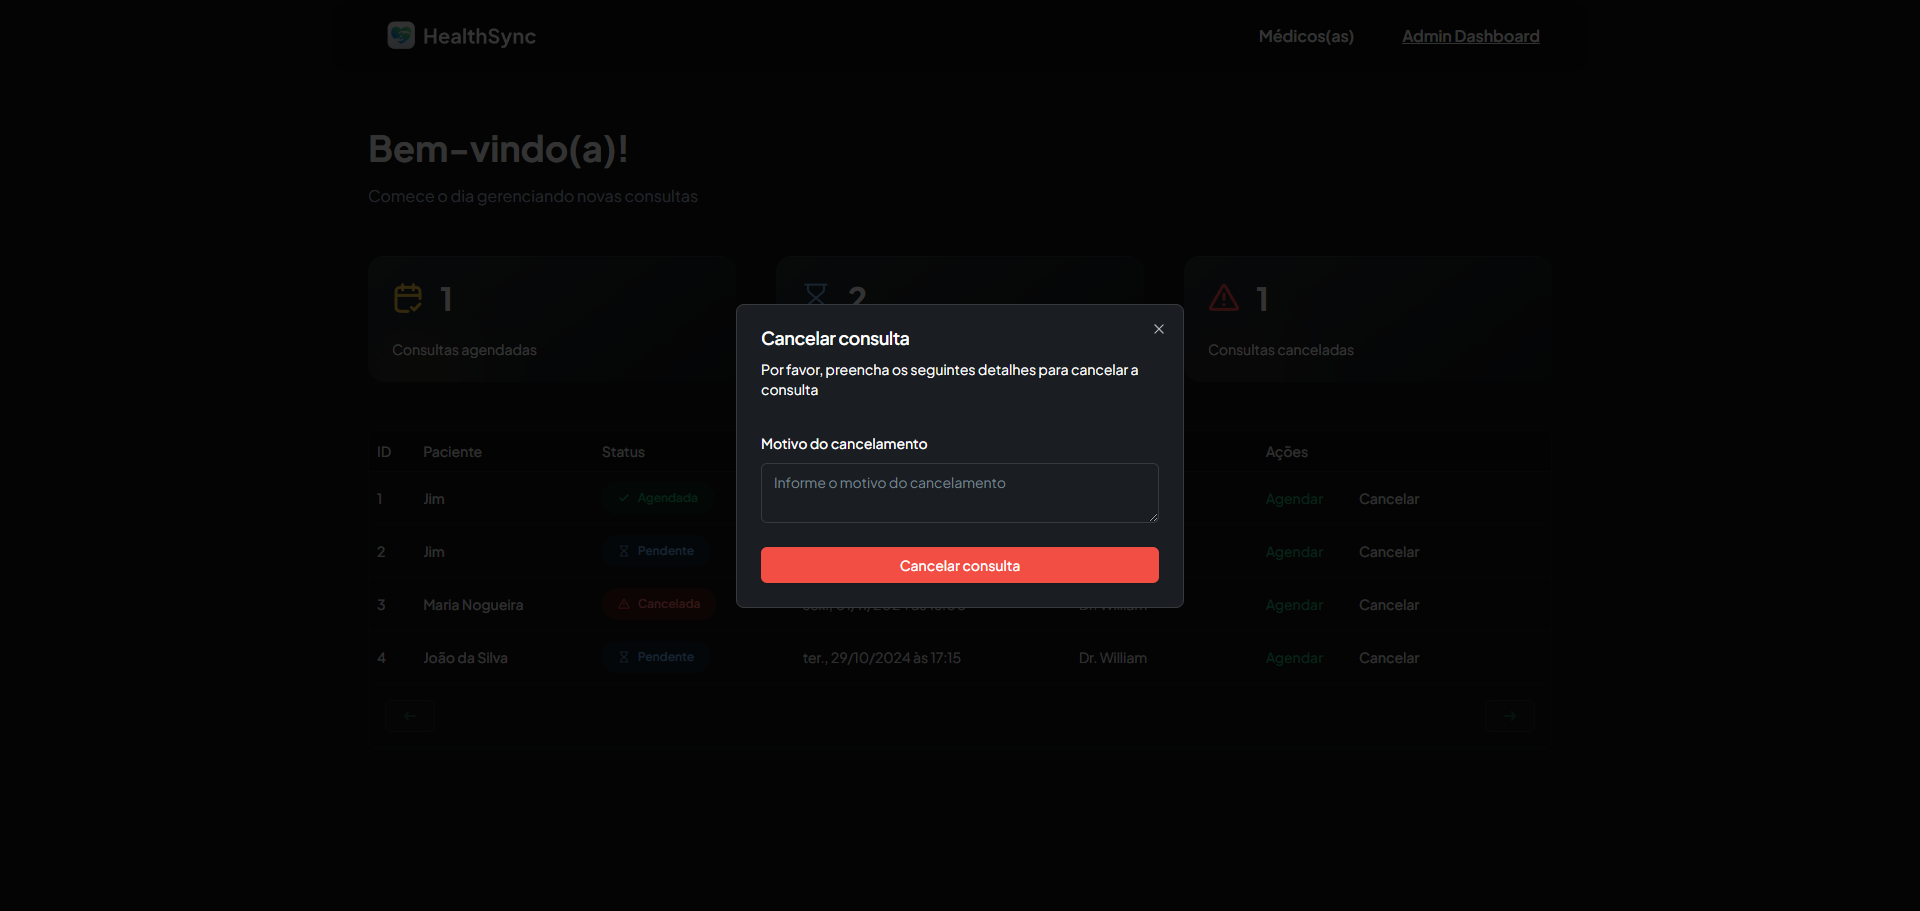 HealthSync
Médicos(as)
Admin Dashboard
Bem-vindo(a)!
Comece o dia gerenciando novas consultas
1
2
1
Consultas agendadas
Consultas canceladas
Cancelar consulta
Por favor, preencha os seguintes detalhes para cancelar a
consulta
Motivo do cancelamento
Informe o motivo do cancelamento
Cancelar consulta
ID Paciente Status Ações
1 Jim Agendada Agendar Cancelar
2 Jim Pendente Agendar Cancelar
3 Maria Nogueira Cancelada Dr. William Agendar Cancelar
4 João da Silva Pendente ter., 29/10/2024 às 17:15 Dr. William Agendar Cancelar